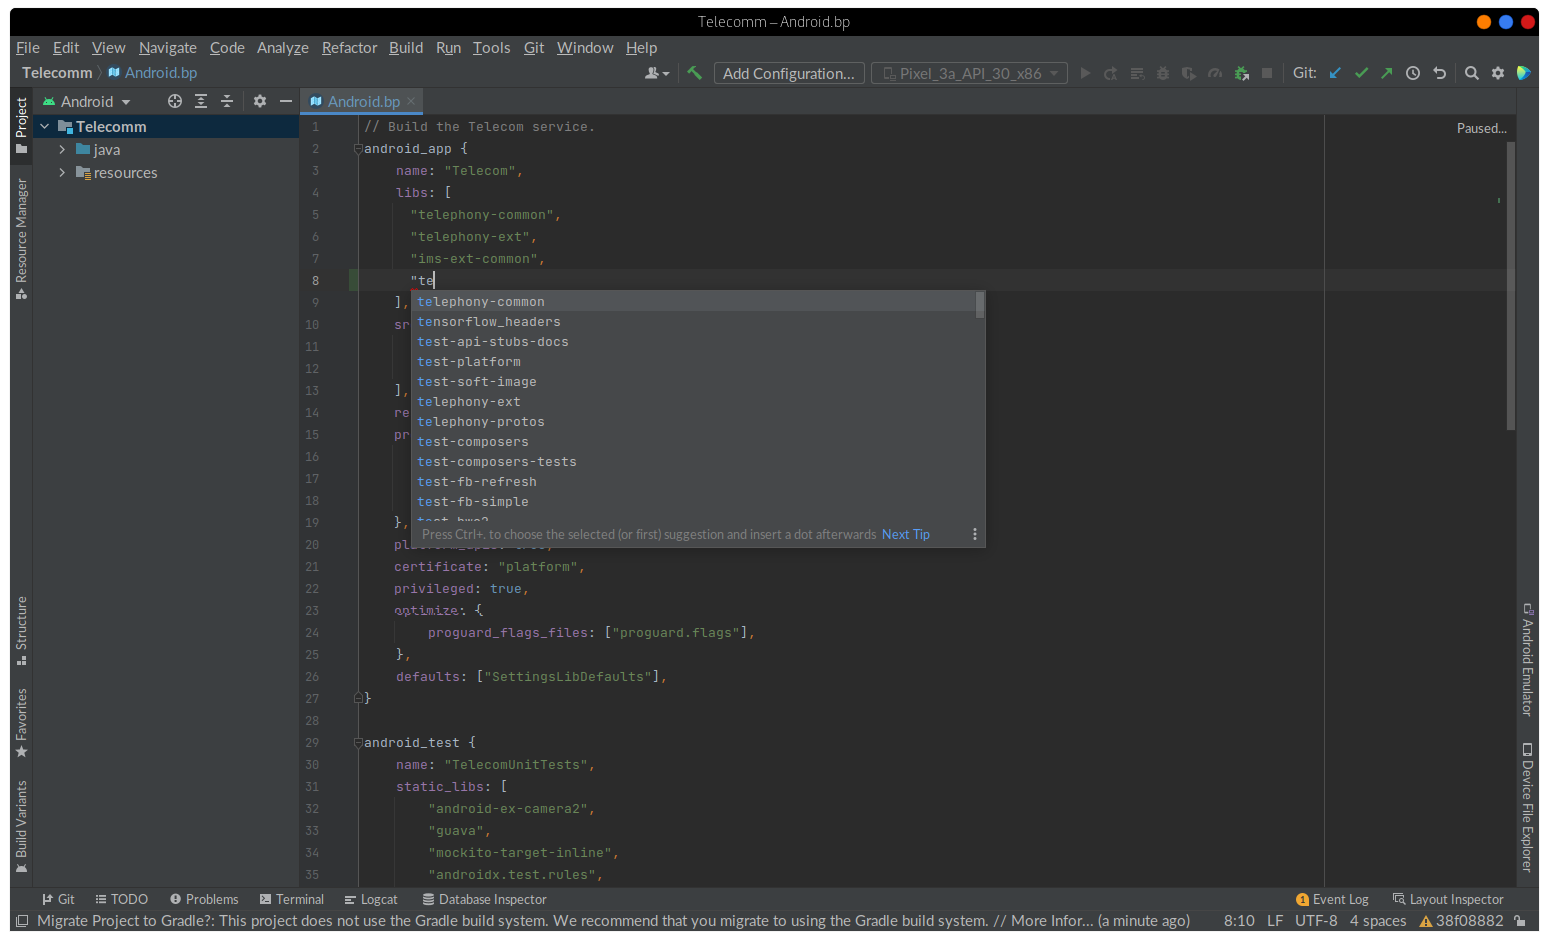 Telecomm – Android.bp
File Edit View Navigate Code Analyze Refactor Build Run Tools Git Window Help
Telecomm Android.bp Add Configuration... Pixel_3a_API_30_x86 Git:
Project
Resource Manager
Structure
Favorites
Build Variants
Android
Telecomm
java
resources
Android.bp
Paused...
1 // Build the Telecom service.
2 android_app {
3 name: "Telecom",
4 libs: [
5 "telephony-common",
6 "telephony-ext",
7 "ims-ext-common",
8 "te
9 ],
10 sr
11
12
13 ],
14 re
15 pr
16
17
18
19 },
20
21 certificate: "platform",
22 privileged: true,
23 optimize: {
24 proguard_flags_files: ["proguard.flags"],
25 },
26 defaults: ["SettingsLibDefaults"],
27 }
28
29 android_test {
30 name: "TelecomUnitTests",
31 static_libs: [
32 "android-ex-camera2",
33 "guava",
34 "mockito-target-inline",
35 "androidx.test.rules",
telephony-common
tensorflow_headers
test-api-stubs-docs
test-platform
test-soft-image
telephony-ext
telephony-protos
test-composers
test-composers-tests
test-fb-refresh
test-fb-simple
Press Ctrl+. to choose the selected (or first) suggestion and insert a dot afterwards Next Tip
Android Emulator
Device File Explorer
Git TODO Problems Terminal Logcat Database Inspector 1 Event Log Layout Inspector
Migrate Project to Gradle?: This project does not use the Gradle build system. We recommend that you migrate to using the Gradle build system. // More Infor... (a minute ago) 8:10 LF UTF-8 4 spaces 38f08882